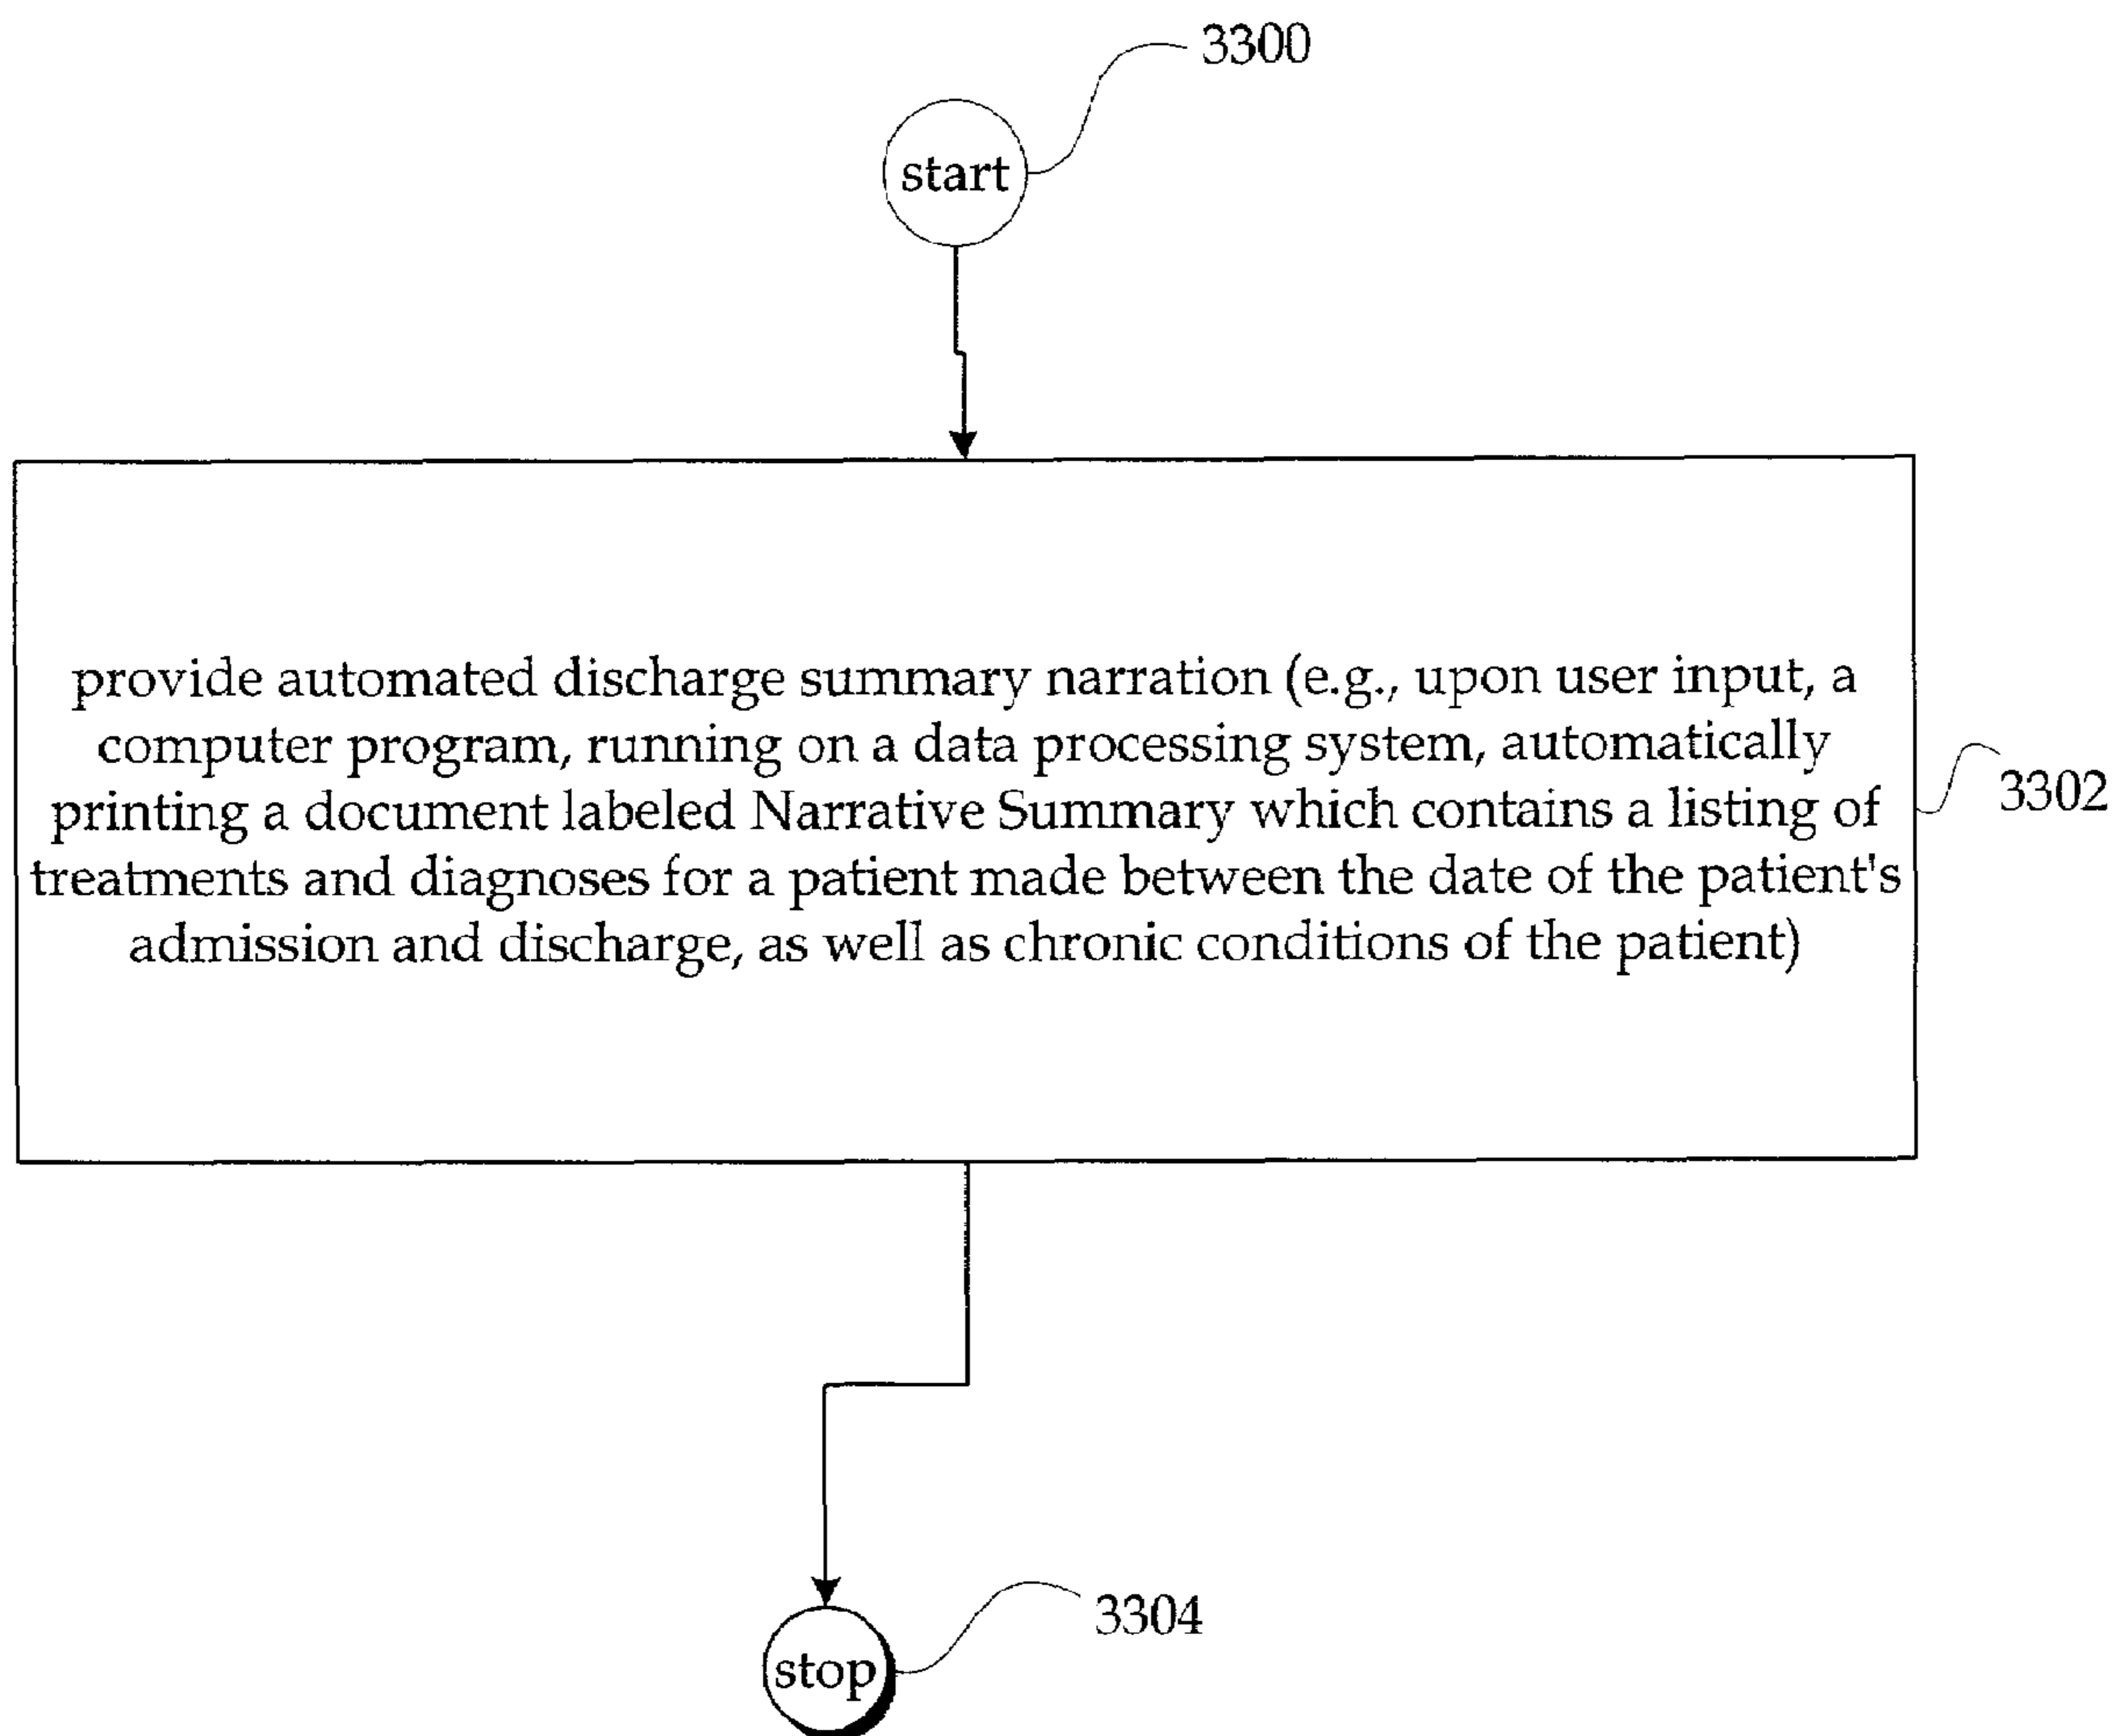 3300
start
provide automated discharge summary narration (e.g., upon user input, a
computer program, running on a data processing system, automatically
printing a document labeled Narrative Summary which contains a listing of
treatments and diagnoses for a patient made between the date of the patient's
admission and discharge, as well as chronic conditions of the patient)
3302
3304
stop